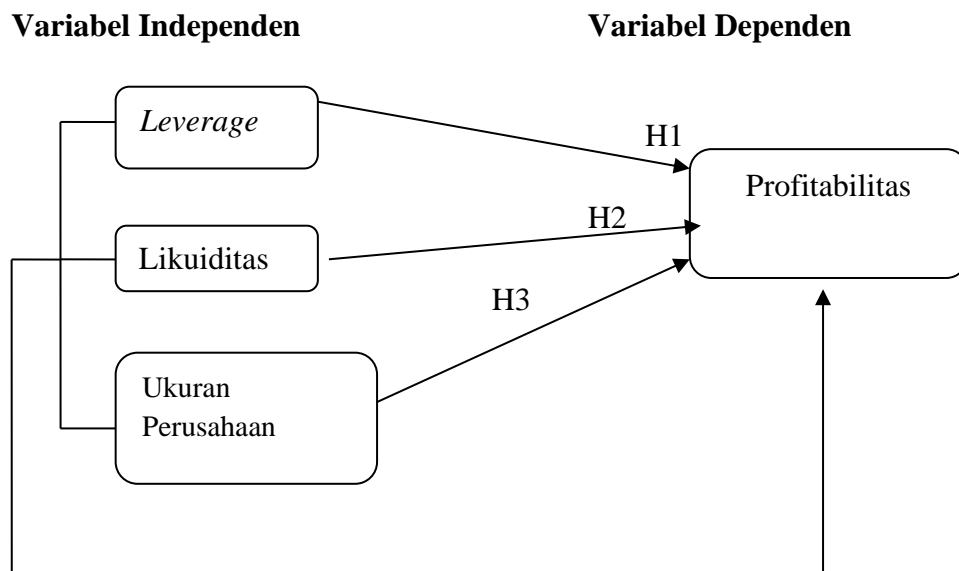 Variabel Independen
Variabel Dependen
Leverage
H1
Profitabilitas
H2
Likuiditas
H3
Ukuran
Perusahaan